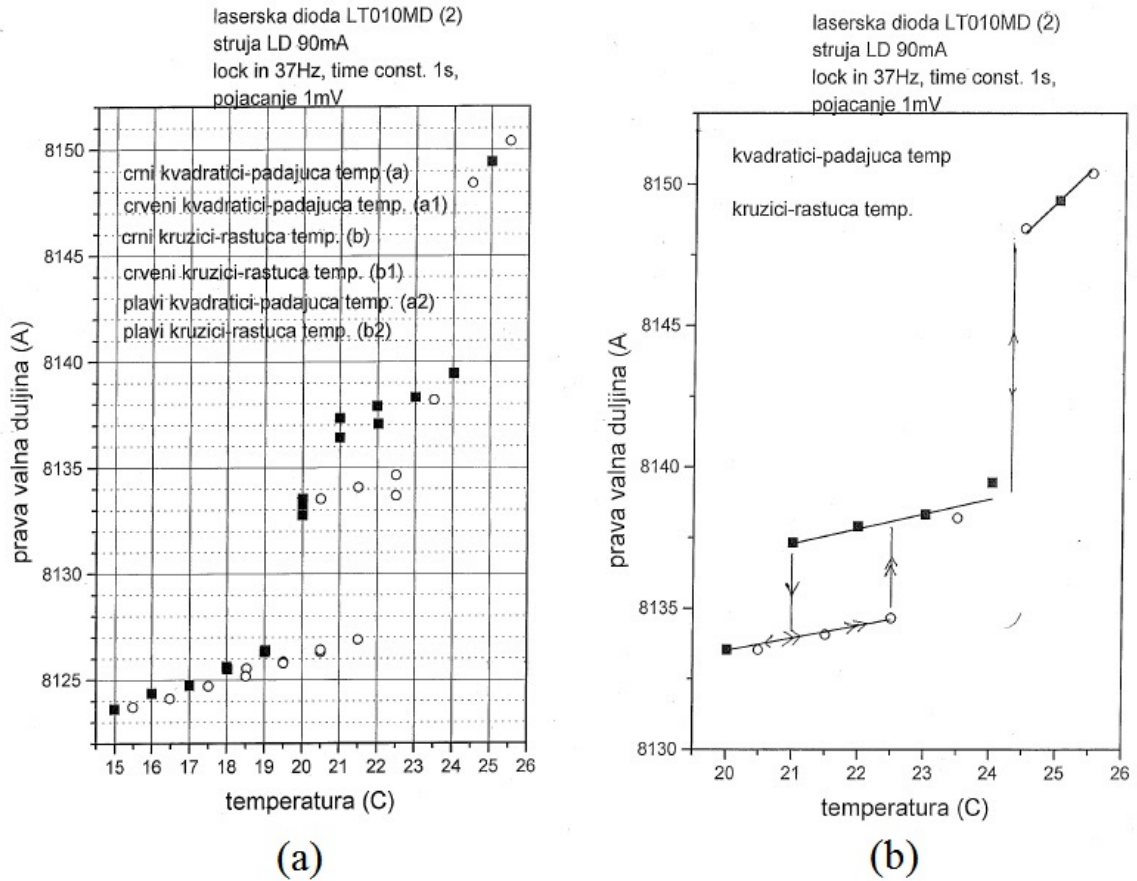 laserska dioda LT010MD (2)
struja LD 90mA
lock in 37Hz, time const. 1s,
pojacanje 1mV
crni kvadratici-padajuca temp (a)
crveni kvadratici-padajuca temp. (a1)
crni kruzici-rastuca temp. (b)
crveni kruzici-rastuca temp. (b1)
plavi kvadratici-padajuca temp. (a2)
plavi kruzici-rastuca temp. (b2)
prava valna duljina (A)
8150
8145
8140
8135
8130
8125
15 16 17 18 19 20 21 22 23 24 25 26
temperatura (C)
(a)
laserska dioda LT010MD (2)
struja LD 90mA
lock in 37Hz, time const. 1s,
pojacanje 1mV
kvadratici-padajuca temp
kruzici-rastuca temp.
prava valna duljina (A
8150
8145
8140
8135
8130
20 21 22 23 24 25 26
temperatura (C)
(b)